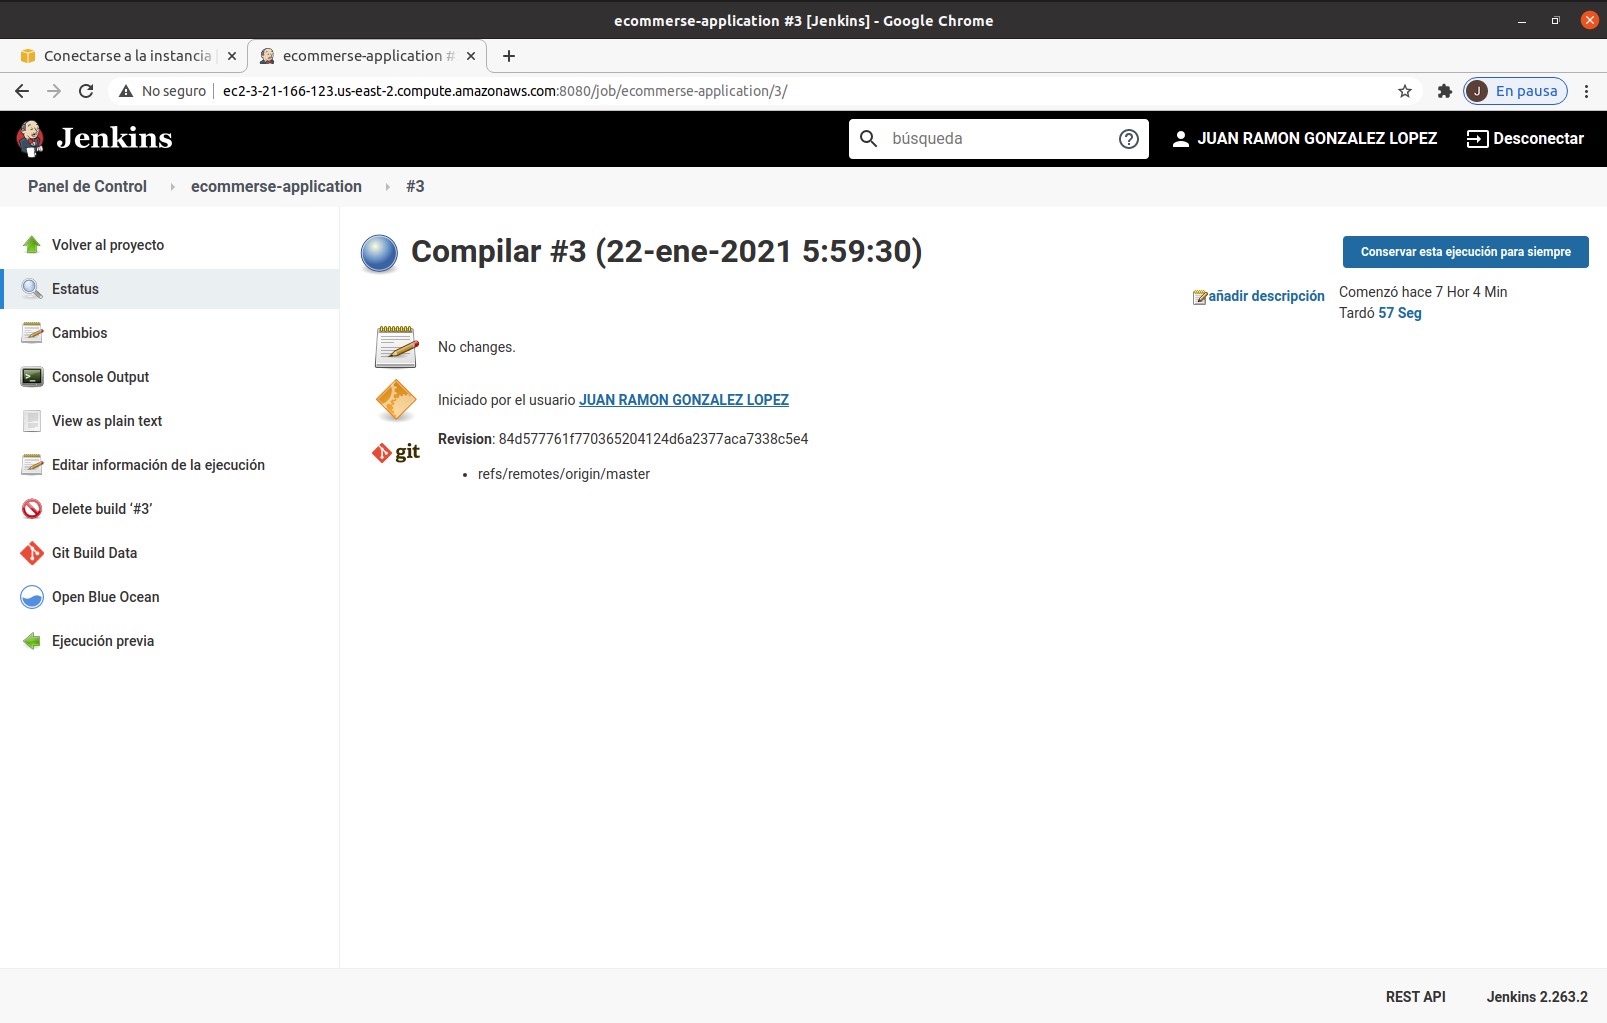 ecommerse-application #3 [Jenkins] - Google Chrome
Conectarse a la instancia
ecommerse-application #
No seguro
ec2-3-21-166-123.us-east-2.compute.amazonaws.com:8080/job/ecommerse-application/3/
J
En pausa
Jenkins
búsqueda
JUAN RAMON GONZALEZ LOPEZ
Desconectar
Panel de Control
ecommerse-application
#3
Volver al proyecto
Estatus
Cambios
Console Output
View as plain text
Editar información de la ejecución
Delete build ‘#3’
Git Build Data
Open Blue Ocean
Ejecución previa
Compilar #3 (22-ene-2021 5:59:30)
Conservar esta ejecución para siempre
añadir descripción
Comenzó hace 7 Hor 4 Min
Tardó 57 Seg
No changes.
Iniciado por el usuario JUAN RAMON GONZALEZ LOPEZ
git
Revision: 84d577761f770365204124d6a2377aca7338c5e4
• refs/remotes/origin/master
REST API
Jenkins 2.263.2